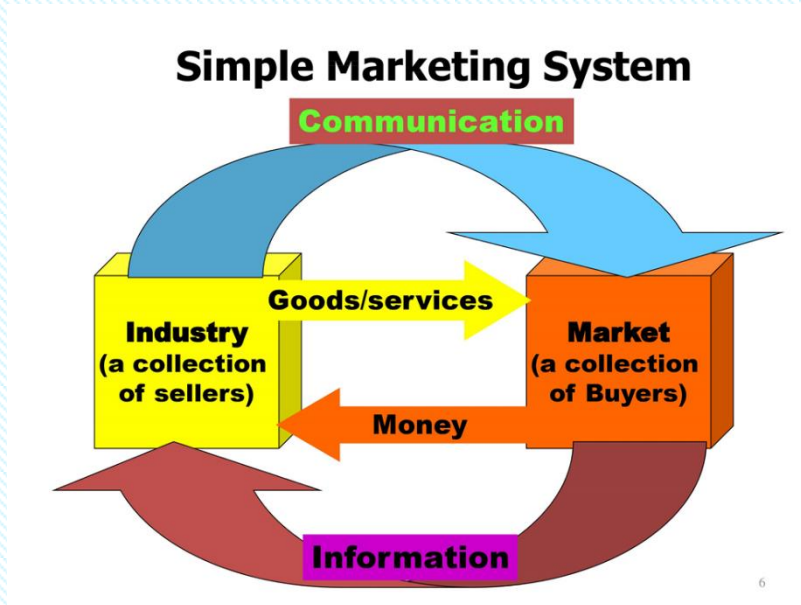 Simple Marketing System
Communication
Goods/services
Industry
(a collection
of sellers)
Market
(a collection
of Buyers)
Money
Information
6